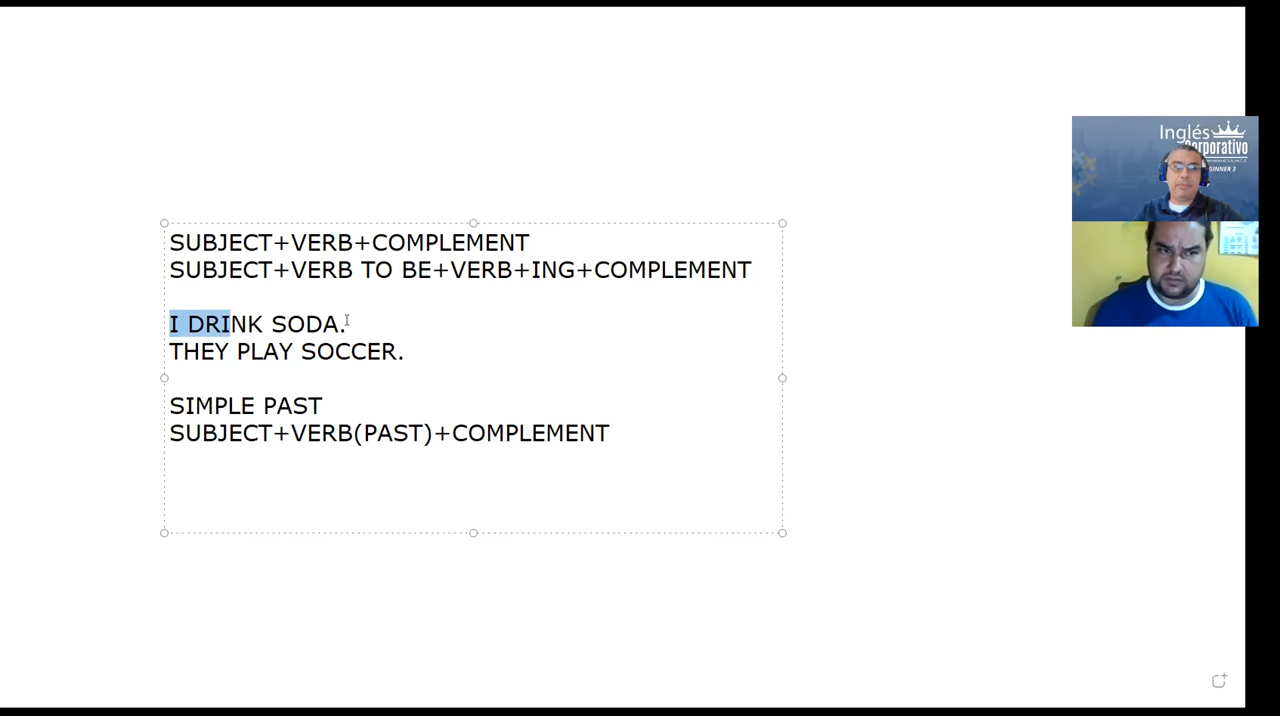 SUBJECT+VERB+COMPLEMENT
SUBJECT+VERB TO BE+VERB+ING+COMPLEMENT
I DRINK SODA.
THEY PLAY SOCCER.
SIMPLE PAST
SUBJECT+VERB(PAST)+COMPLEMENT
Inglés
Corporativo